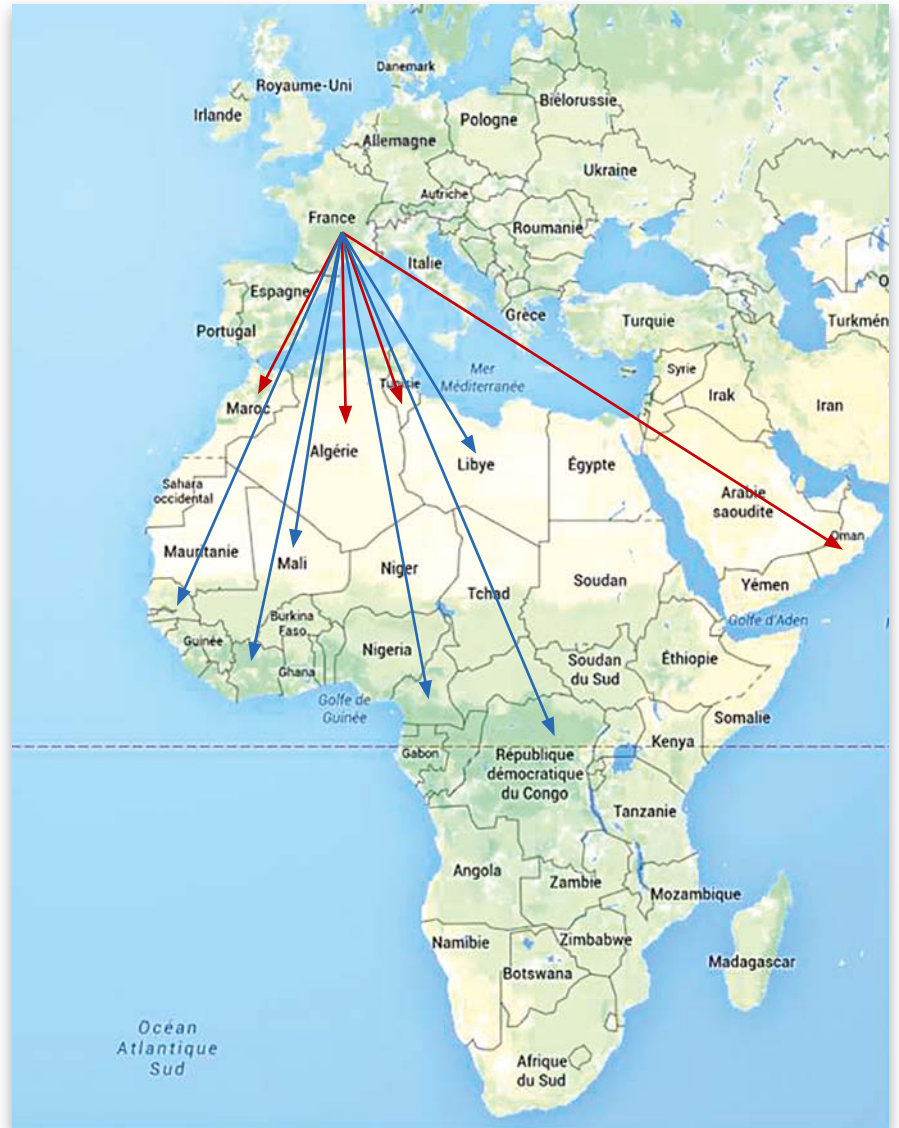 Danemark
Royaume-Uni
Biélorussie
Irlande
Pologne
Allemagne
Ukraine
Autriche
France
Roumanie
Italie
Espagne
Grèce
Turquie
Turkmén
Portugal
Mer
Méditerranée
Syrie
Tunisie
Irak
Iran
Maroc
Algérie
Libye
Égypte
Sahara
occidental
Arabie
saoudite
Oman
Mauritanie
Mali
Niger
Tchad
Soudan
Yémen
Golfe d'Aden
Burkina
Faso
Guinée
Nigeria
Ghana
Soudan
du Sud
Éthiopie
Golfe de
Guinée
Somalie
Kenya
Gabon
République
démocratique
du Congo
Tanzanie
Angola
Zambie
Mozambique
Namibie
Zimbabwe
Botswana
Madagascar
Océan
Atlantique
Sud
Afrique
du Sud